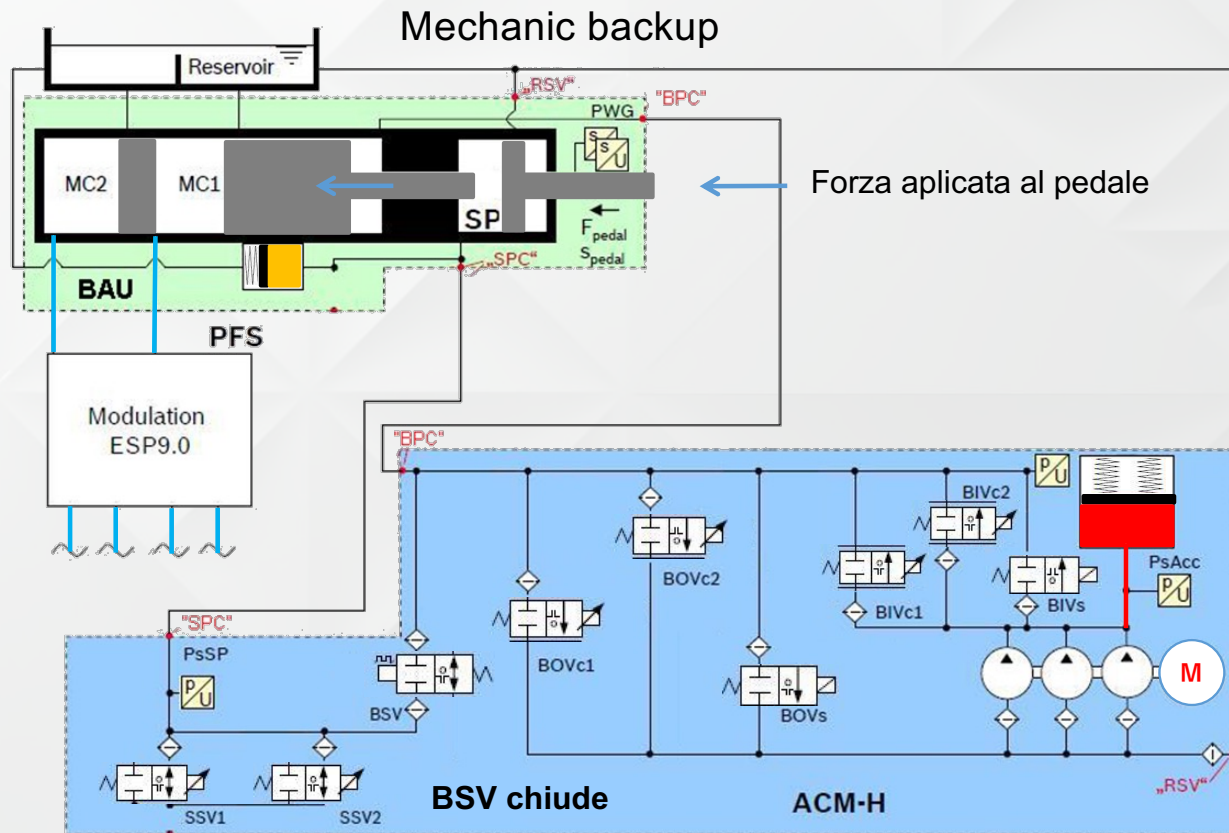 Mechanic backup
Reservoir
„RSV“
"BPC"
PWG
S
S
U
MC2
MC1
SP
Forza aplicata al pedale
F pedal
S pedal
„SPC“
BAU
PFS
Modulation
ESP9.0
"BPC"
P
U
BIVc2
BOVc2
PsAcc
P
U
BIVc1
BIVs
BOVc1
"SPC"
PsSP
P
U
M
BSV
BOVs
„RSV“
BSV chiude
ACM-H
SSV1
SSV2